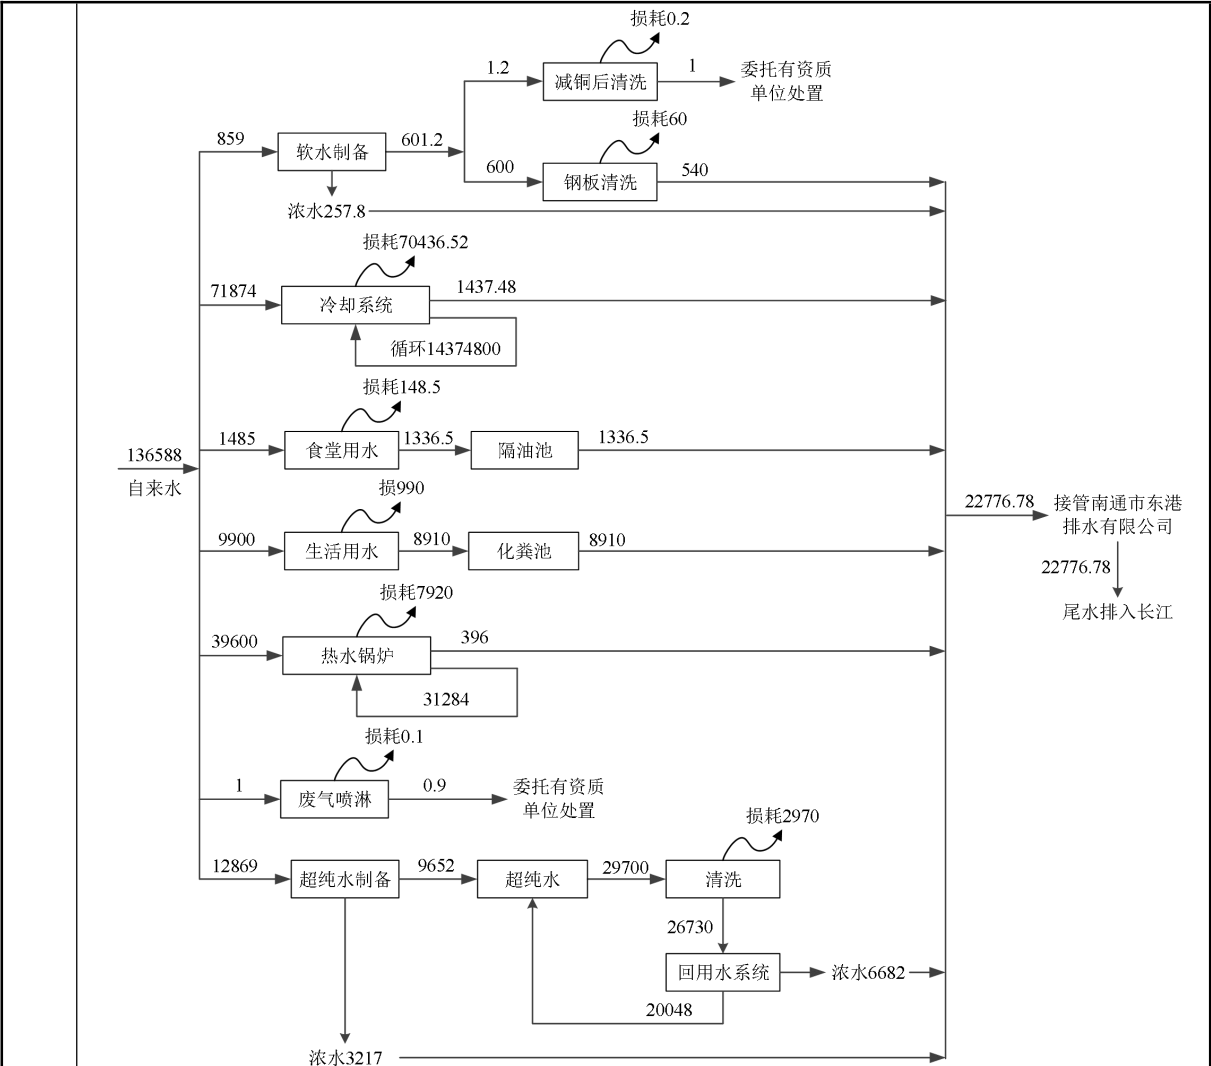 损耗0.2
1.2
减铜后清洗
1
委托有资质
单位处置
859
软水制备
601.2
损耗60
600
钢板清洗
540
浓水257.8
损耗70436.52
71874
冷却系统
1437.48
循环14374800
损耗148.5
1485
食堂用水
1336.5
隔油池
1336.5
136588
自来水
损990
9900
生活用水
8910
化粪池
8910
22776.78
接管南通市东港
排水有限公司
22776.78
尾水排入长江
损耗7920
39600
热水锅炉
396
31284
损耗0.1
1
废气喷淋
0.9
委托有资质
单位处置
损耗2970
12869
超纯水制备
9652
超纯水
29700
清洗
26730
回用水系统
浓水6682
20048
浓水3217